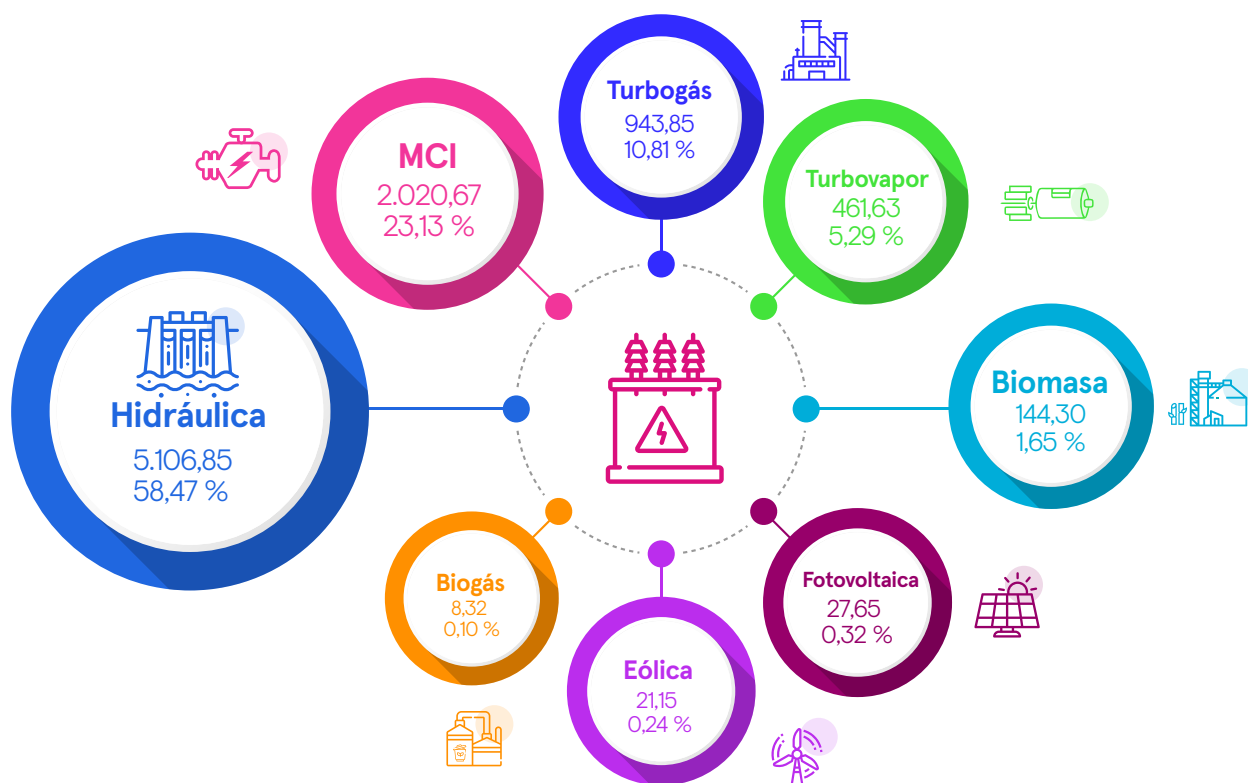 Turbogás
943,85
10,81 %
MCI
2.020,67
23,13 %
Turbovapor
461,63
5,29 %
Hidráulica
5.106,85
58,47 %
Biomasa
144,30
1,65 %
Biogás
8,32
0,10 %
Fotovoltaica
27,65
0,32 %
Eólica
21,15
0,24 %